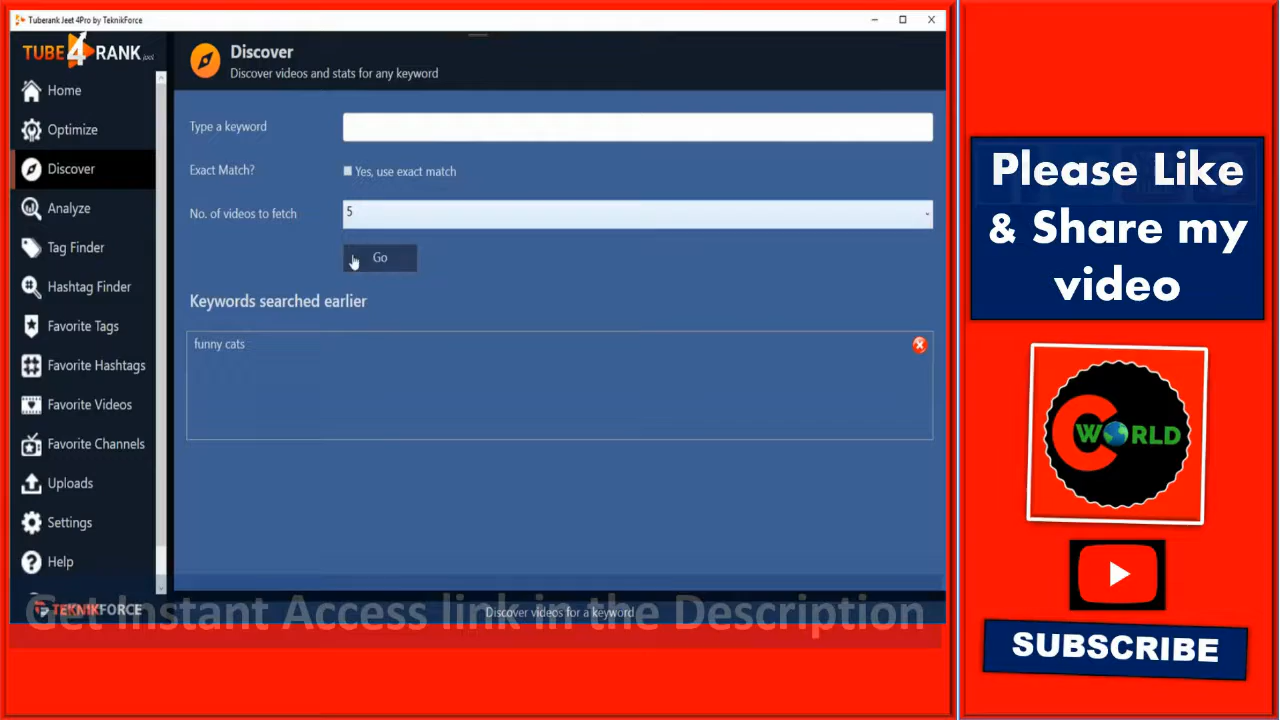 Tuberank Jeet 4Pro by TeknikForce
TUBE4RANK jeet
Home
Optimize
Discover
Analyze
Tag Finder
Hashtag Finder
Favorite Tags
Favorite Hashtags
Favorite Videos
Favorite Channels
Uploads
Settings
Help
TEKNIKFORCE
Discover
Discover videos and stats for any keyword
Type a keyword
Exact Match?
Yes, use exact match
No. of videos to fetch
5
Go
Keywords searched earlier
funny cats
Discover videos for a keyword
Get Instant Access link in the Description
Please Like
& Share my
video
C WORLD
SUBSCRIBE